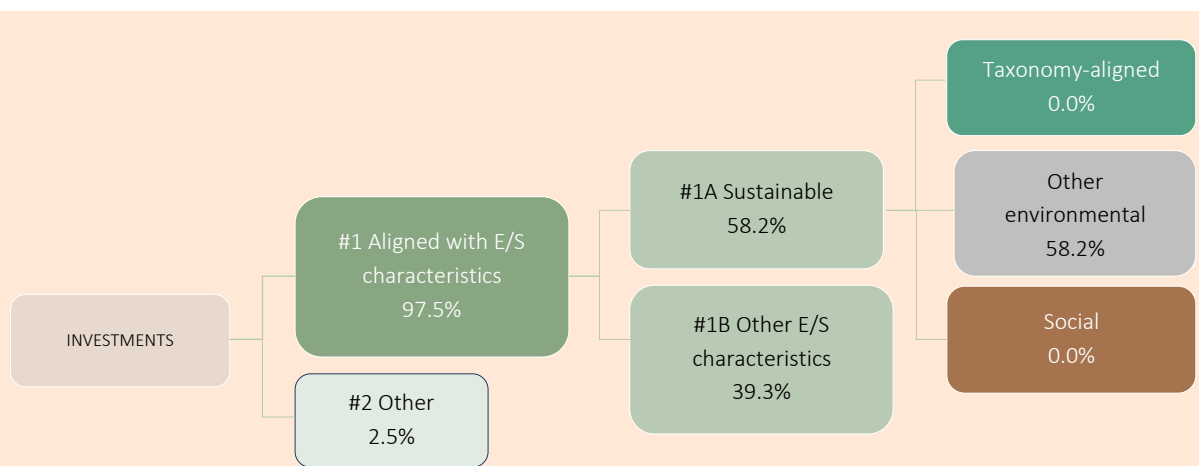 INVESTMENTS
#1 Aligned with E/S
characteristics
97.5%
#2 Other
2.5%
#1A Sustainable
58.2%
#1B Other E/S
characteristics
39.3%
Taxonomy-aligned
0.0%
Other
environmental
58.2%
Social
0.0%